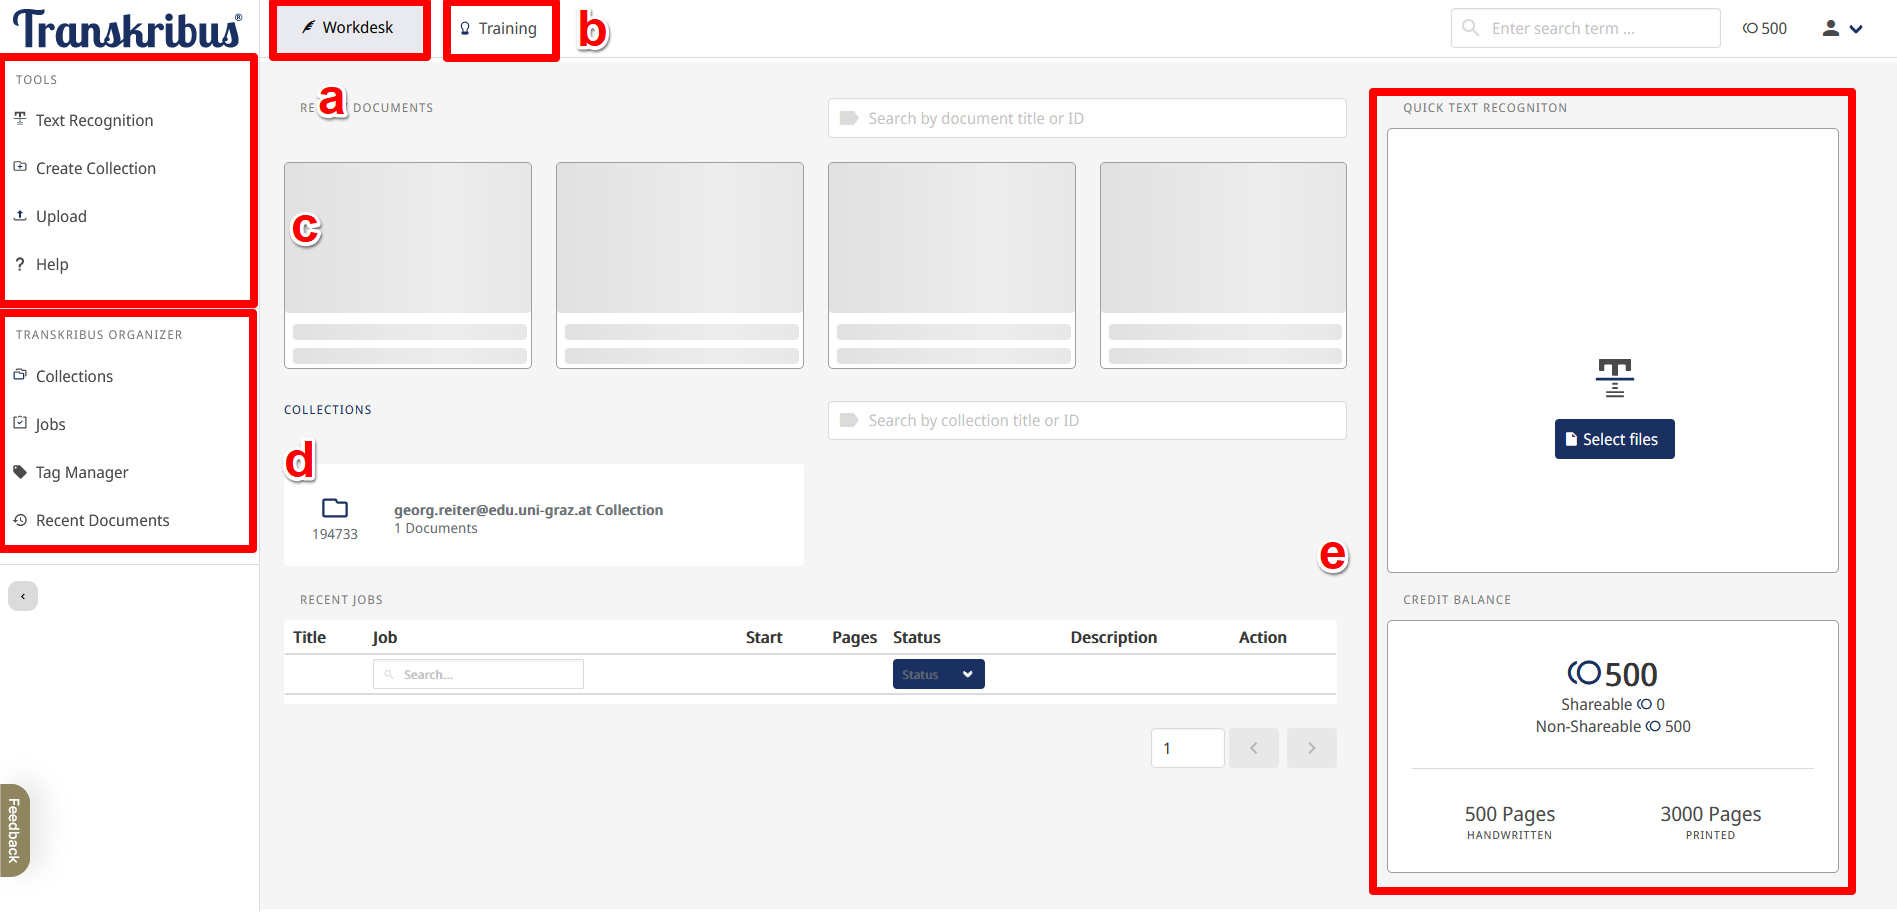 Transkribus®
Workdesk
Training
b
Enter search term ...
500
TOOLS
Text Recognition
Create Collection
Upload
Help
TRANSKRIBUS ORGANIZER
Collections
Jobs
Tag Manager
Recent Documents
Feedback
a
DOCUMENTS
Search by document title or ID
c
COLLECTIONS
Search by collection title or ID
d
194733
georg.reiter@edu.uni-graz.at Collection
1 Documents
RECENT JOBS
Title Job Start Pages Status Description Action
Search... Status
1
e
QUICK TEXT RECOGNITON
Select files
CREDIT BALANCE
500
Shareable 0
Non-Shareable 500
500 Pages
HANDWRITTEN
3000 Pages
PRINTED